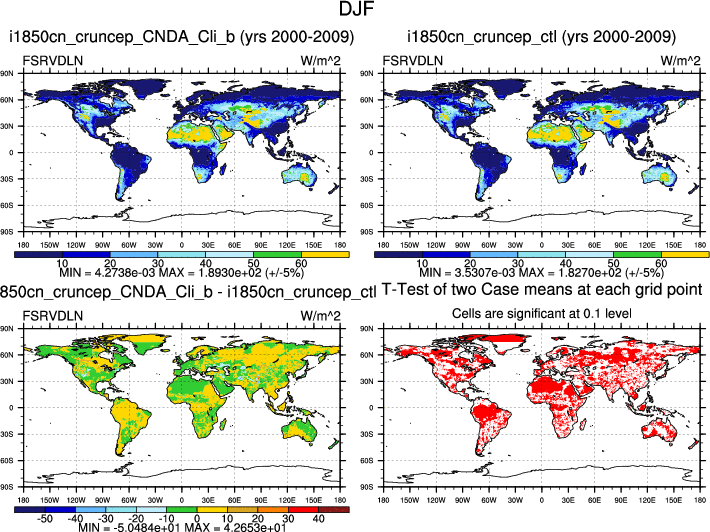 DJF
i1850cn_cruncep_CNDA_Cli_b (yrs 2000-2009)
FSRVDLN W/m^2
90N
60N
30N
0
30S
60S
90S
180 150W 120W 90W 60W 30W 0 30E 60E 90E 120E 150E 180
10 20 30 40 50 60
MIN = 4.2738e-03 MAX = 1.8930e+02 (+/-5%)
i1850cn_cruncep_ctl (yrs 2000-2009)
FSRVDLN W/m^2
90N
60N
30N
0
30S
60S
90S
180 150W 120W 90W 60W 30W 0 30E 60E 90E 120E 150E 180
10 20 30 40 50 60
MIN = 3.5307e-03 MAX = 1.8270e+02 (+/-5%)
850cn_cruncep_CNDA_Cli_b - i1850cn_cruncep_ctl
FSRVDLN W/m^2
90N
60N
30N
0
30S
60S
90S
180 150W 120W 90W 60W 30W 0 30E 60E 90E 120E 150E 180
-50 -40 -30 -20 -10 0 10 20 30 40
MIN = -5.0484e+01 MAX = 4.2653e+01
T-Test of two Case means at each grid point
Cells are significant at 0.1 level
90N
60N
30N
0
30S
60S
90S
180 150W 120W 90W 60W 30W 0 30E 60E 90E 120E 150E 180